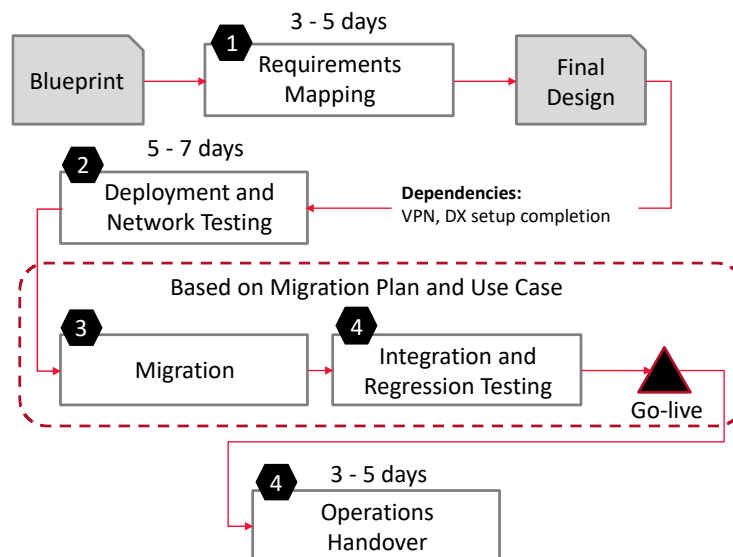 3 - 5 days
1
Blueprint
Requirements
Mapping
Final
Design
5 - 7 days
2
Deployment and
Network Testing
Dependencies:
VPN, DX setup completion
Based on Migration Plan and Use Case
3
Migration
4
Integration and
Regression Testing
Go-live
3 - 5 days
4
Operations
Handover